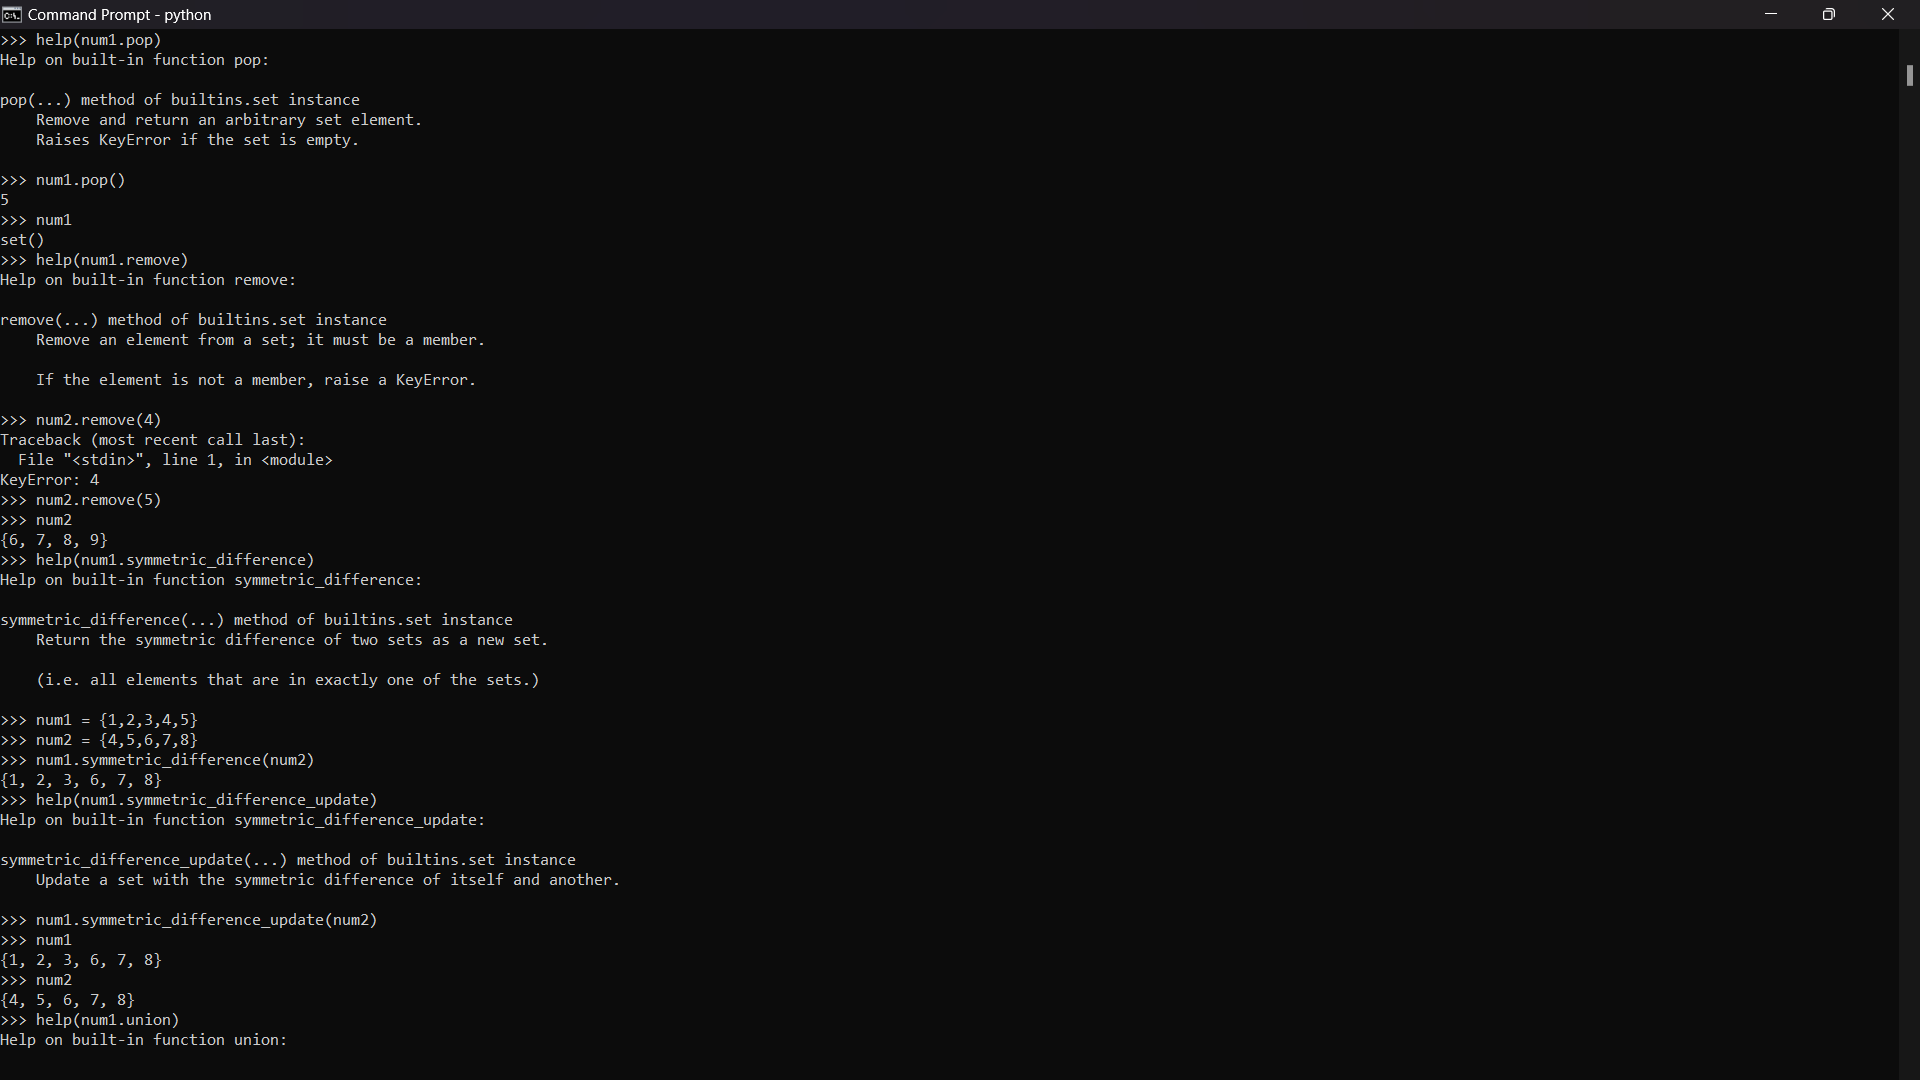 Command Prompt - python
>>> help(num1.pop)
Help on built-in function pop:
pop(...) method of builtins.set instance
    Remove and return an arbitrary set element.
    Raises KeyError if the set is empty.
>>> num1.pop()
5
>>> num1
set()
>>> help(num1.remove)
Help on built-in function remove:
remove(...) method of builtins.set instance
    Remove an element from a set; it must be a member.
    If the element is not a member, raise a KeyError.
>>> num2.remove(4)
Traceback (most recent call last):
  File "<stdin>", line 1, in <module>
KeyError: 4
>>> num2.remove(5)
>>> num2
{6, 7, 8, 9}
>>> help(num1.symmetric_difference)
Help on built-in function symmetric_difference:
symmetric_difference(...) method of builtins.set instance
    Return the symmetric difference of two sets as a new set.
    (i.e. all elements that are in exactly one of the sets.)
>>> num1 = {1,2,3,4,5}
>>> num2 = {4,5,6,7,8}
>>> num1.symmetric_difference(num2)
{1, 2, 3, 6, 7, 8}
>>> help(num1.symmetric_difference_update)
Help on built-in function symmetric_difference_update:
symmetric_difference_update(...) method of builtins.set instance
    Update a set with the symmetric difference of itself and another.
>>> num1.symmetric_difference_update(num2)
>>> num1
{1, 2, 3, 6, 7, 8}
>>> num2
{4, 5, 6, 7, 8}
>>> help(num1.union)
Help on built-in function union: